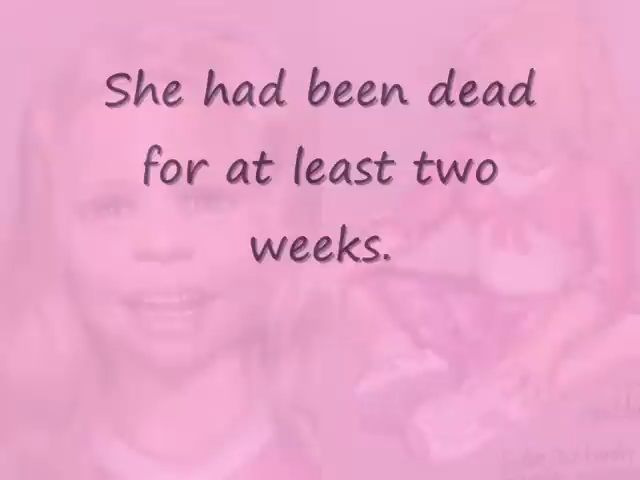 She had been dead
for at least two
weeks.